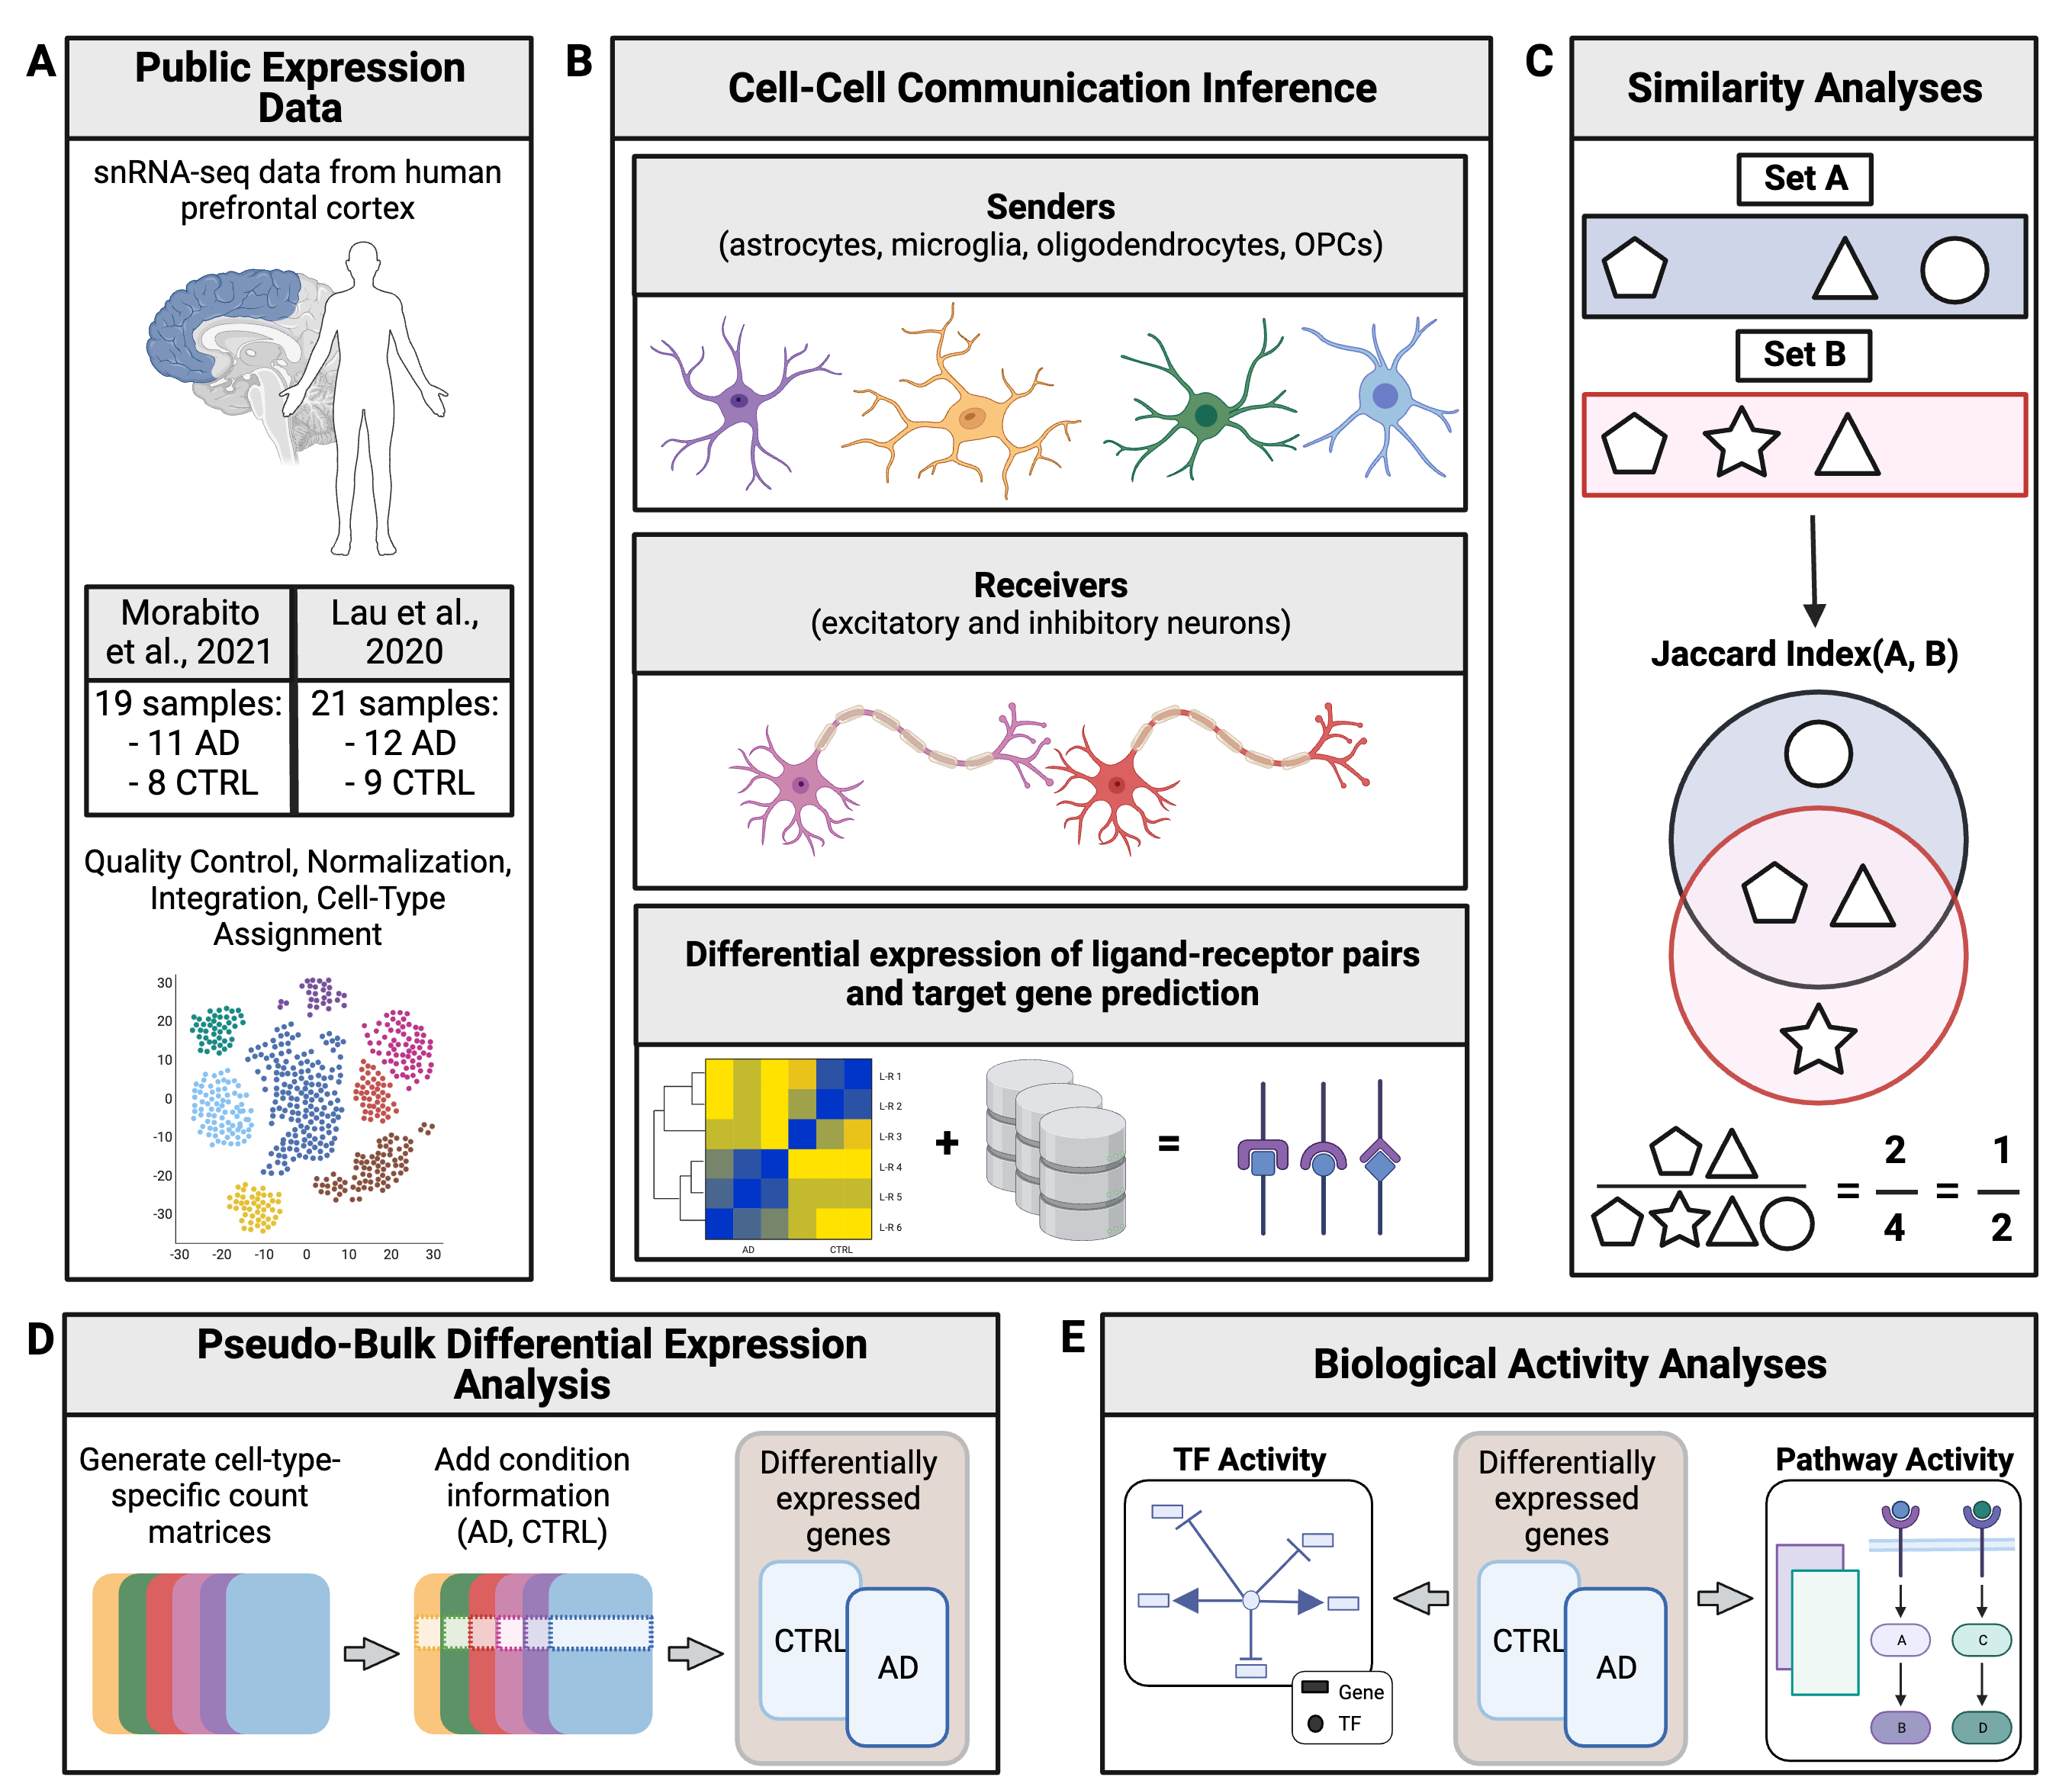 A
Public Expression
Data
snRNA-seq data from human
prefrontal cortex
Morabito
et al., 2021
Lau et al.,
2020
19 samples:
- 11 AD
- 8 CTRL
21 samples:
- 12 AD
- 9 CTRL
Quality Control, Normalization,
Integration, Cell-Type
Assignment
30
20
10
0
-10
-20
-30
-30 -20 -10 0 10 20 30
B
Cell-Cell Communication Inference
Senders
(astrocytes, microglia, oligodendrocytes, OPCs)
Receivers
(excitatory and inhibitory neurons)
Differential expression of ligand-receptor pairs
and target gene prediction
L-R 1
L-R 2
L-R 3
L-R 4
L-R 5
L-R 6
AD CTRL
+ =
C
Similarity Analyses
Set A
Set B
Jaccard Index(A, B)
= 2/4 = 1/2
D
Pseudo-Bulk Differential Expression
Analysis
Generate cell-type-
specific count
matrices
Add condition
information
(AD, CTRL)
Differentially
expressed
genes
CTRL
AD
E
Biological Activity Analyses
TF Activity
Gene
TF
Differentially
expressed
genes
CTRL
AD
Pathway Activity
A C
B D